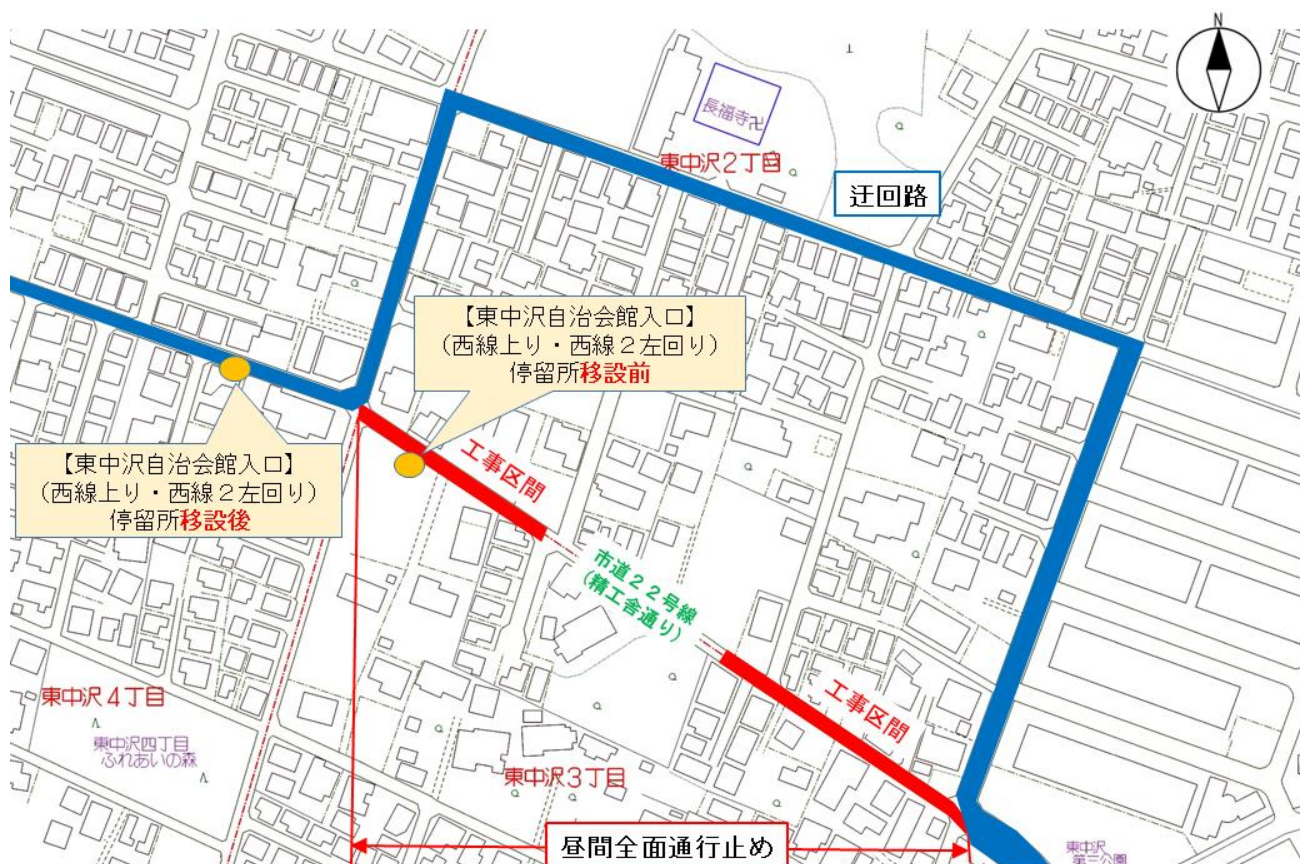 N
長福寺卍
東中沢2丁目
迂回路
【東中沢自治会館入口】
(西線上り・西線2左回り)
停留所移設前
工事区間
【東中沢自治会館入口】
(西線上り・西線2左回り)
停留所移設後
市道22号線
(精工舎通り)
工事区間
東中沢4丁目
東中沢四丁目
ふれあいの森
東中沢3丁目
昼間全面通行止め
東中沢
第三公園